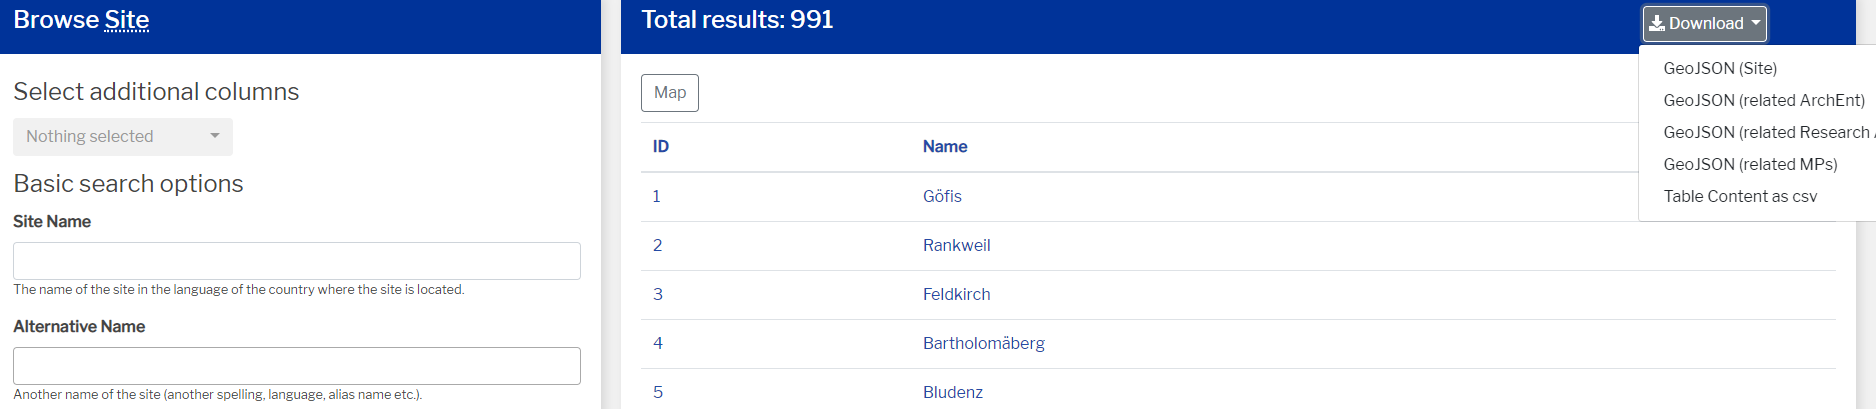 Browse Site
Select additional columns
Nothing selected
Basic search options
Site Name
The name of the site in the language of the country where the site is located.
Alternative Name
Another name of the site (another spelling, language, alias name etc.).
Total results: 991
Download
GeoJSON (Site)
GeoJSON (related ArchEnt)
GeoJSON (related Research
GeoJSON (related MPs)
Table Content as csv
Map
ID Name
1 Göfis
2 Rankweil
3 Feldkirch
4 Bartholomäberg
5 Bludenz